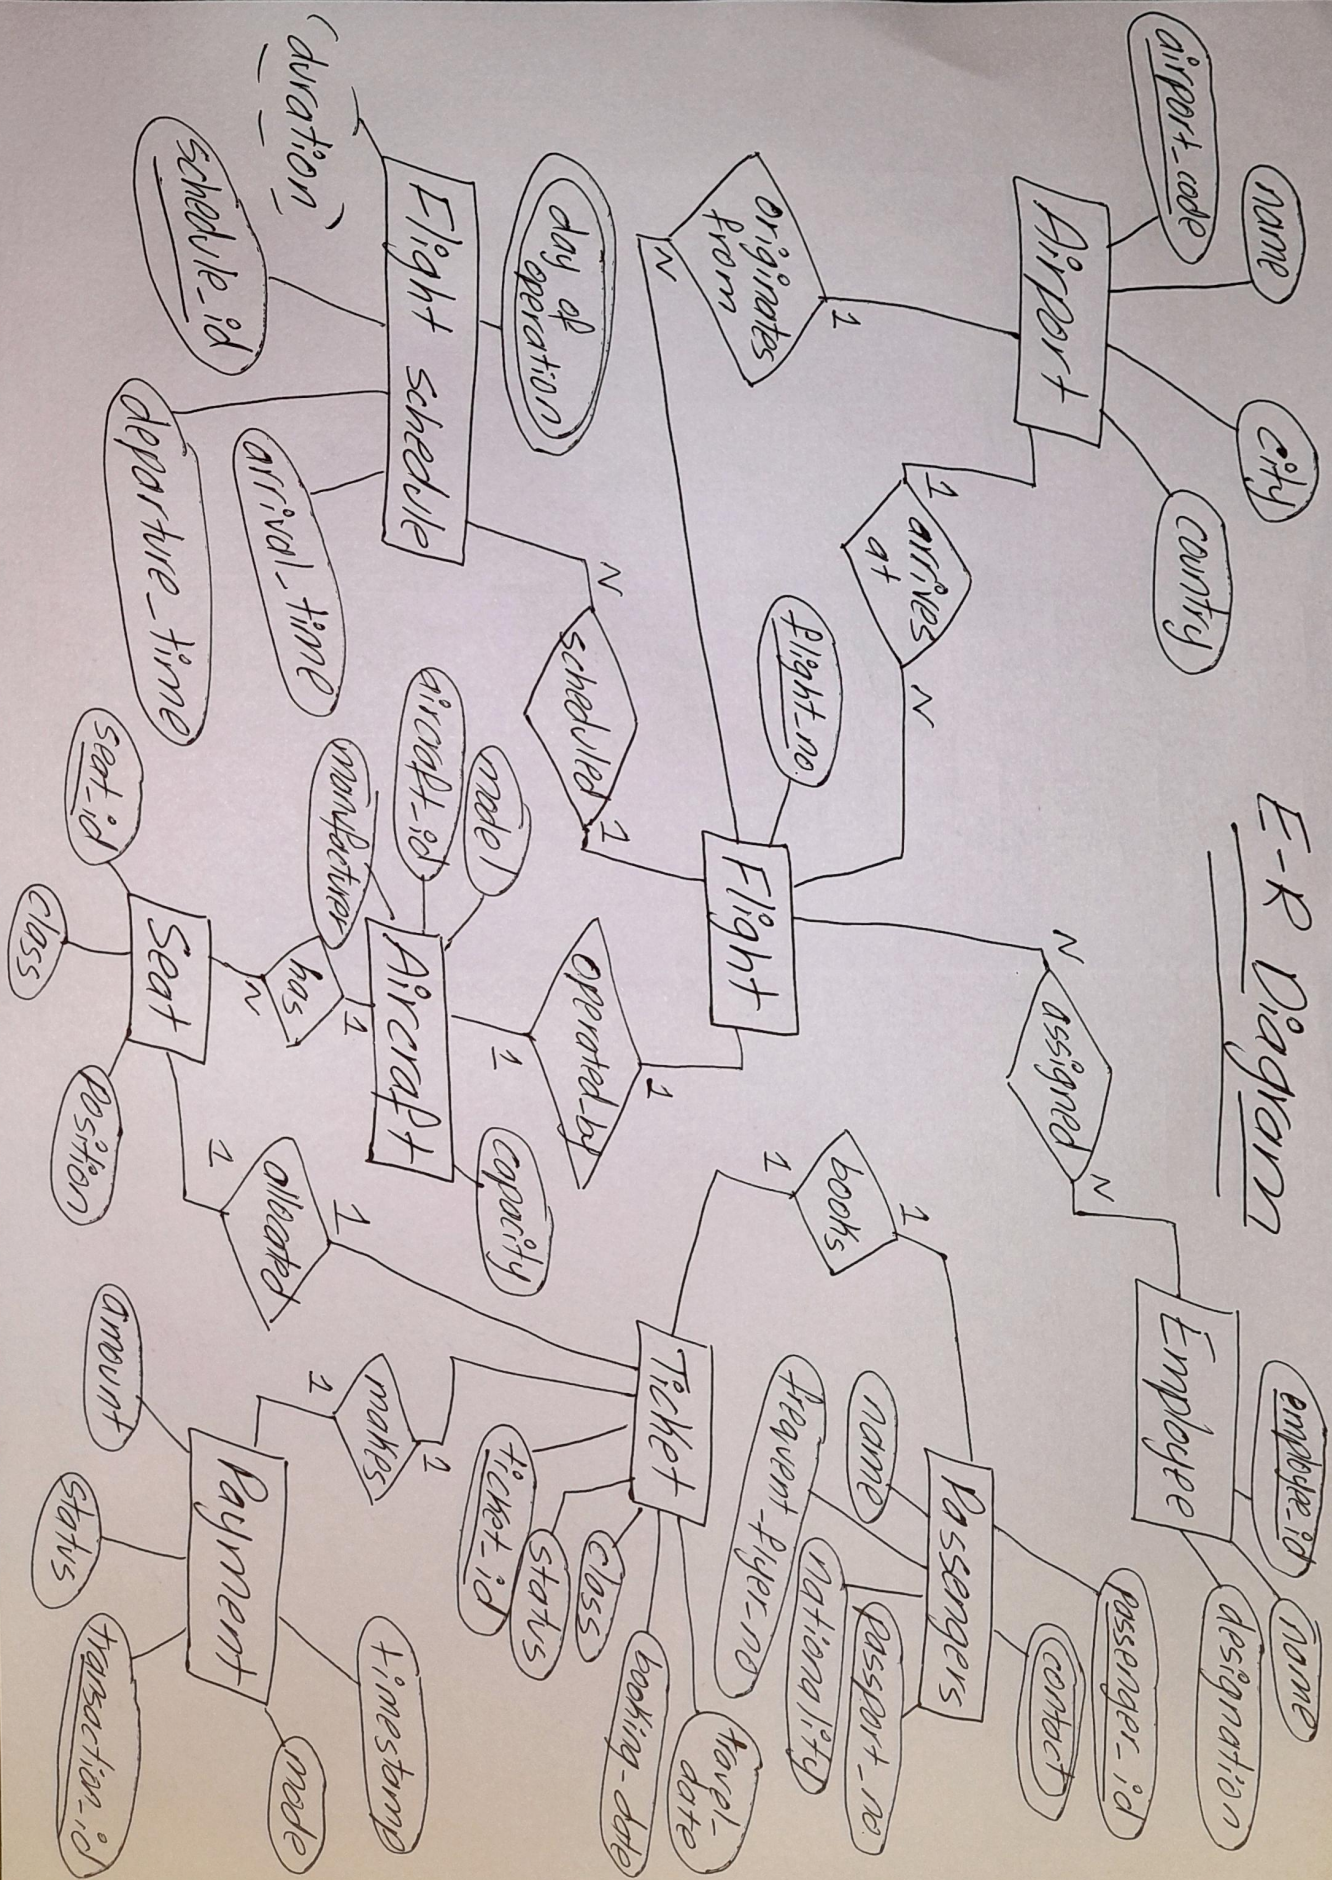 E-R Diagram
name
city
airport_code
country
Airport
1
1
originates
from
N
arrives
at
N
flight_no.
Flight
N
assigned
N
Employee
employee_id
name
designation
day of
operation
Flight schedule
(duration)
schedule_id
arrival_time
departure_time
N
scheduled
1
operated_by
1
1
model
aircraft_id
manufacturer
Aircraft
capacity
1
has
N
seat_id
class
Seat
position
1
allocated
1
books
1
1
Passengers
passenger_id
contact
name
frequent_flyer_no
nationality
passport_no.
Ticket
travel_
date
booking_date
class
status
ticket_id
makes
1
1
Payment
amount
status
transaction_id
mode
timestamp